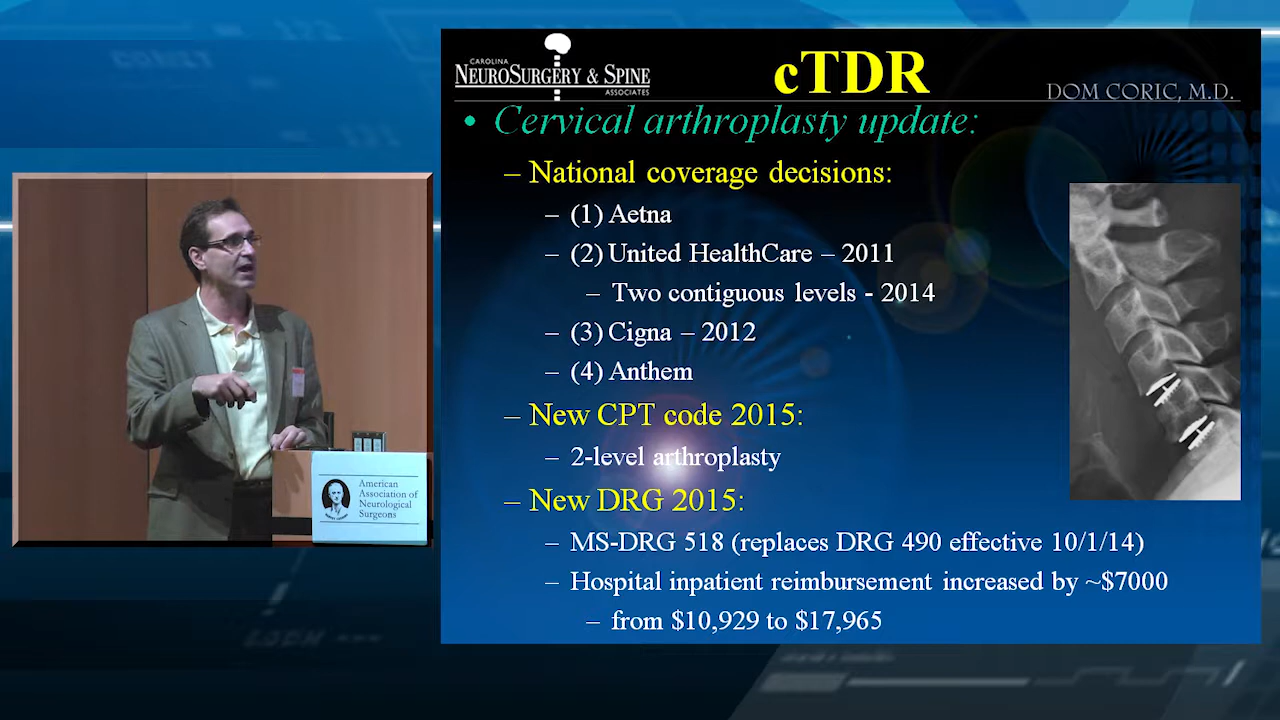 CAROLINA
NEUROSURGERY & SPINE
ASSOCIATES
cTDR
DOM CORIC, M.D.
• Cervical arthroplasty update:
– National coverage decisions:
– (1) Aetna
– (2) United HealthCare – 2011
– Two contiguous levels - 2014
– (3) Cigna – 2012
– (4) Anthem
– New CPT code 2015:
– 2-level arthroplasty
– New DRG 2015:
– MS-DRG 518 (replaces DRG 490 effective 10/1/14)
– Hospital inpatient reimbursement increased by ~$7000
– from $10,929 to $17,965
American
Association of
Neurological
Surgeons